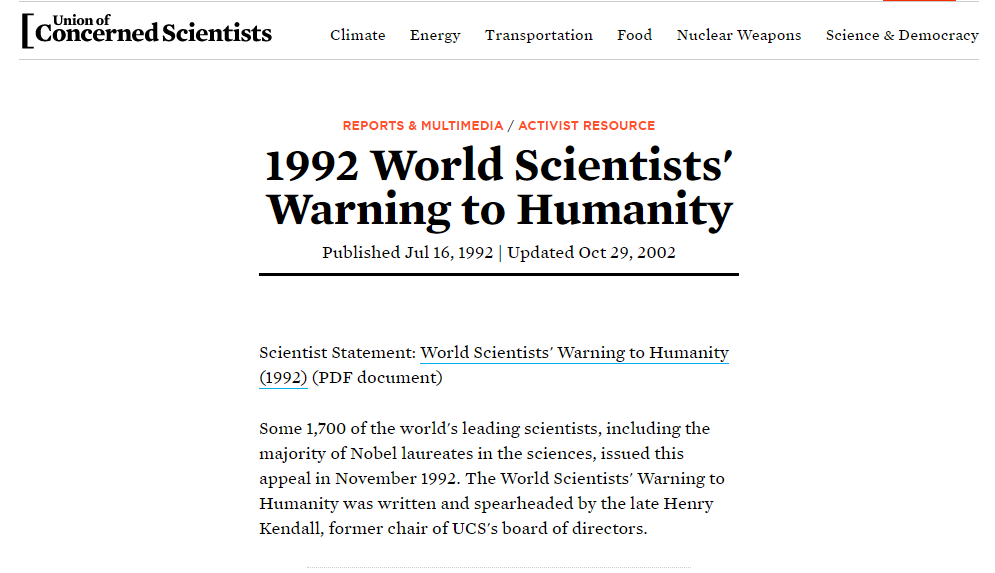 Union of
Concerned Scientists
Climate Energy Transportation Food Nuclear Weapons Science & Democracy
REPORTS & MULTIMEDIA / ACTIVIST RESOURCE
1992 World Scientists'
Warning to Humanity
Published Jul 16, 1992 | Updated Oct 29, 2002
Scientist Statement: World Scientists' Warning to Humanity
(1992) (PDF document)
Some 1,700 of the world's leading scientists, including the
majority of Nobel laureates in the sciences, issued this
appeal in November 1992. The World Scientists' Warning to
Humanity was written and spearheaded by the late Henry
Kendall, former chair of UCS's board of directors.